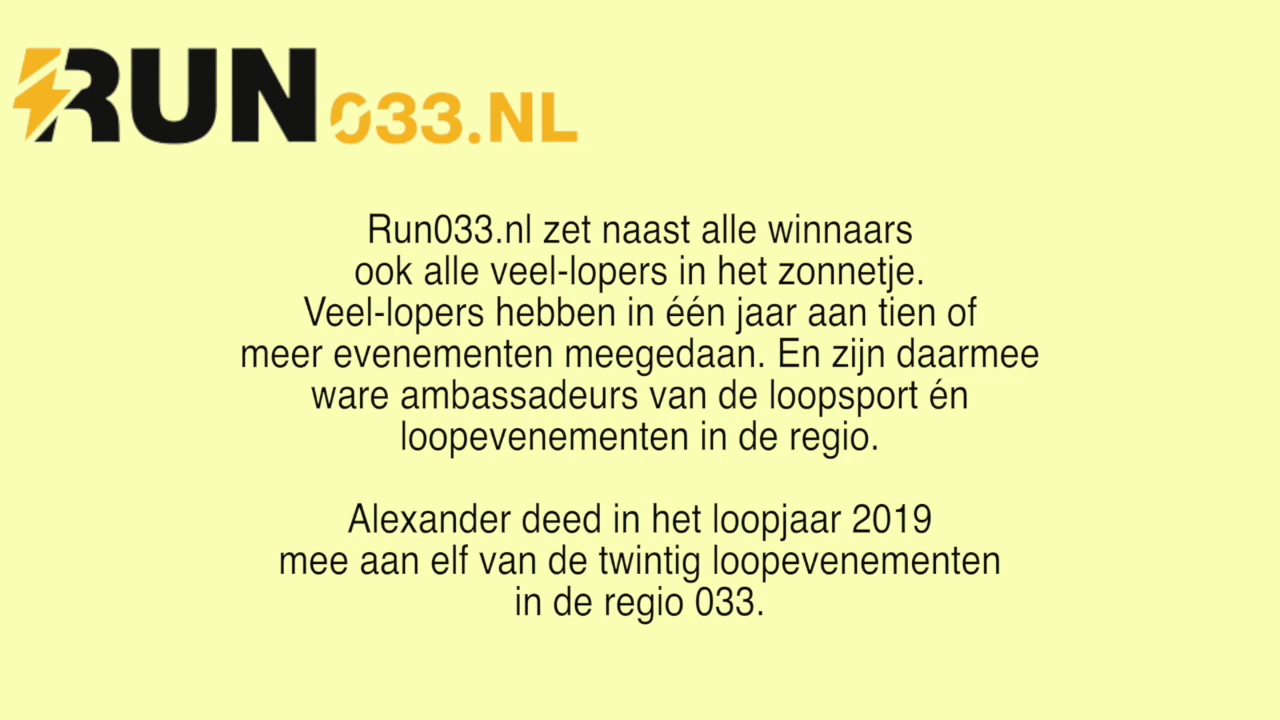 RUN033.NL
Run033.nl zet naast alle winnaars
ook alle veel-lopers in het zonnetje.
Veel-lopers hebben in één jaar aan tien of
meer evenementen meegedaan. En zijn daarmee
ware ambassadeurs van de loopsport én
loopevenementen in de regio.
Alexander deed in het loopjaar 2019
mee aan elf van de twintig loopevenementen
in de regio 033.